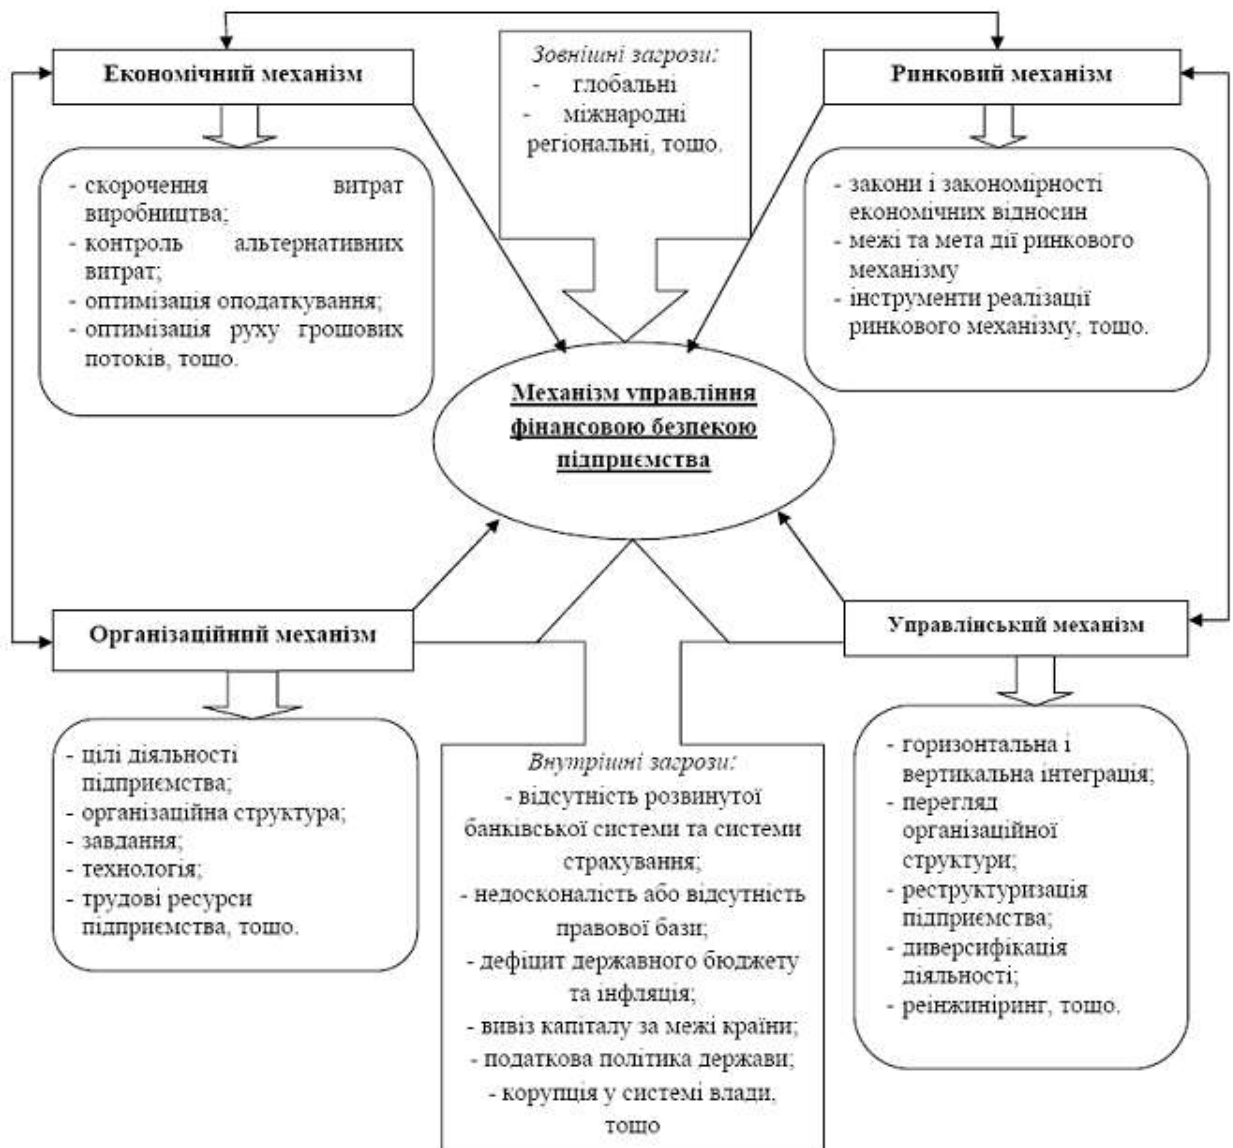 Економічний механізм
Зовнішні загрози:
- глобальні
- міжнародні
регіональні, тощо.
Ринковий механізм
- скорочення витрат
виробництва;
- контроль альтернативних
витрат;
- оптимізація оподаткування;
- оптимізація руху грошових
потоків, тощо.
- закони і закономірності
економічних відносин
- межі та мета дії ринкового
механізму
- інструменти реалізації
ринкового механізму, тощо.
Механізм управління
фінансовою безпекою
підприємства
Організаційний механізм
Управлінський механізм
- цілі діяльності
підприємства;
- організаційна структура;
- завдання;
- технологія;
- трудові ресурси
підприємства, тощо.
Внутрішні загрози:
- відсутність розвинутої
банківської системи та системи
страхування;
- недосконалість або відсутність
правової бази;
- дефіцит державного бюджету
та інфляція;
- вивіз капіталу за межі країни;
- податкова політика держави;
- корупція у системі влади,
тощо
- горизонтальна і
вертикальна інтеграція;
- перегляд
організаційної
структури;
- реструктуризація
підприємства;
- диверсифікація
діяльності;
- реінжиніринг, тощо.